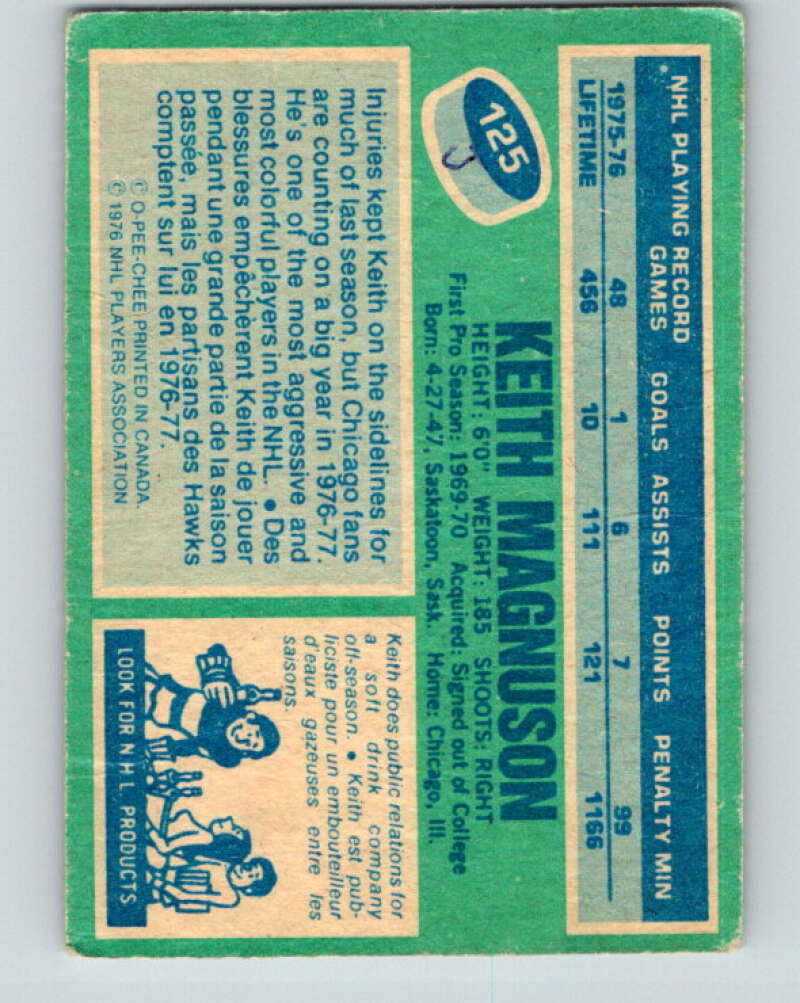 125
J
KEITH MAGNUSON
HEIGHT: 6'0" WEIGHT: 185 SHOOTS: RIGHT
First Pro Season: 1969-70 Acquired: Signed out of College
Born: 4-27-47, Saskatoon, Sask. Home: Chicago, Ill.
NHL PLAYING RECORD
GAMES GOALS ASSISTS POINTS PENALTY MIN
1975-76 48 1 6 7 99
LIFETIME 456 10 111 121 1166
Injuries kept Keith on the sidelines for
much of last season, but Chicago fans
are counting on a big year in 1976-77.
He's one of the most aggressive and
most colorful players in the NHL. • Des
blessures empêchèrent Keith de jouer
pendant une grande partie de la saison
passée, mais les partisans des Hawks
comptent sur lui en 1976-77.
© O-PEE-CHEE PRINTED IN CANADA.
© 1976 NHL PLAYERS ASSOCIATION
Keith does public relations for
a soft drink company
off-season. • Keith est pub-
liciste pour un embouteilleur
d'eaux gazeuses entre les
saisons.
LOOK FOR N.H.L. PRODUCTS